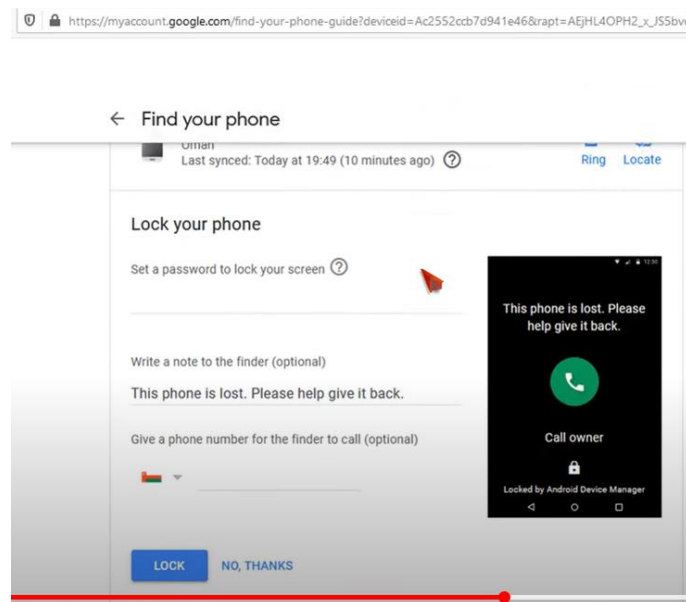 https://myaccount.google.com/find-your-phone-guide?deviceid=Ac2552ccb7d941e46&rapt=AEjHL4OPH2_x_JS5bv
← Find your phone
Oman
Last synced: Today at 19:49 (10 minutes ago) ?
Ring Locate
Lock your phone
Set a password to lock your screen ?
12:30
This phone is lost. Please
help give it back.
Write a note to the finder (optional)
This phone is lost. Please help give it back.
Give a phone number for the finder to call (optional)
Call owner
Locked by Android Device Manager
LOCK NO, THANKS